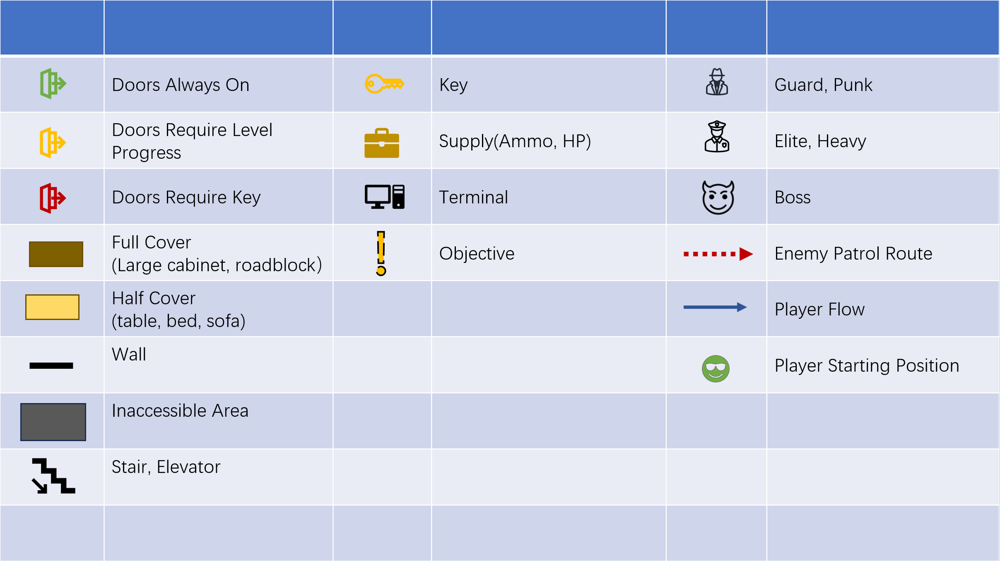 Doors Always On
Key
Guard, Punk
Doors Require Level
Progress
Supply(Ammo, HP)
Elite, Heavy
Doors Require Key
Terminal
Boss
Full Cover
(Large cabinet, roadblock)
Objective
Enemy Patrol Route
Half Cover
(table, bed, sofa)
Player Flow
Wall
Player Starting Position
Inaccessible Area
Stair, Elevator